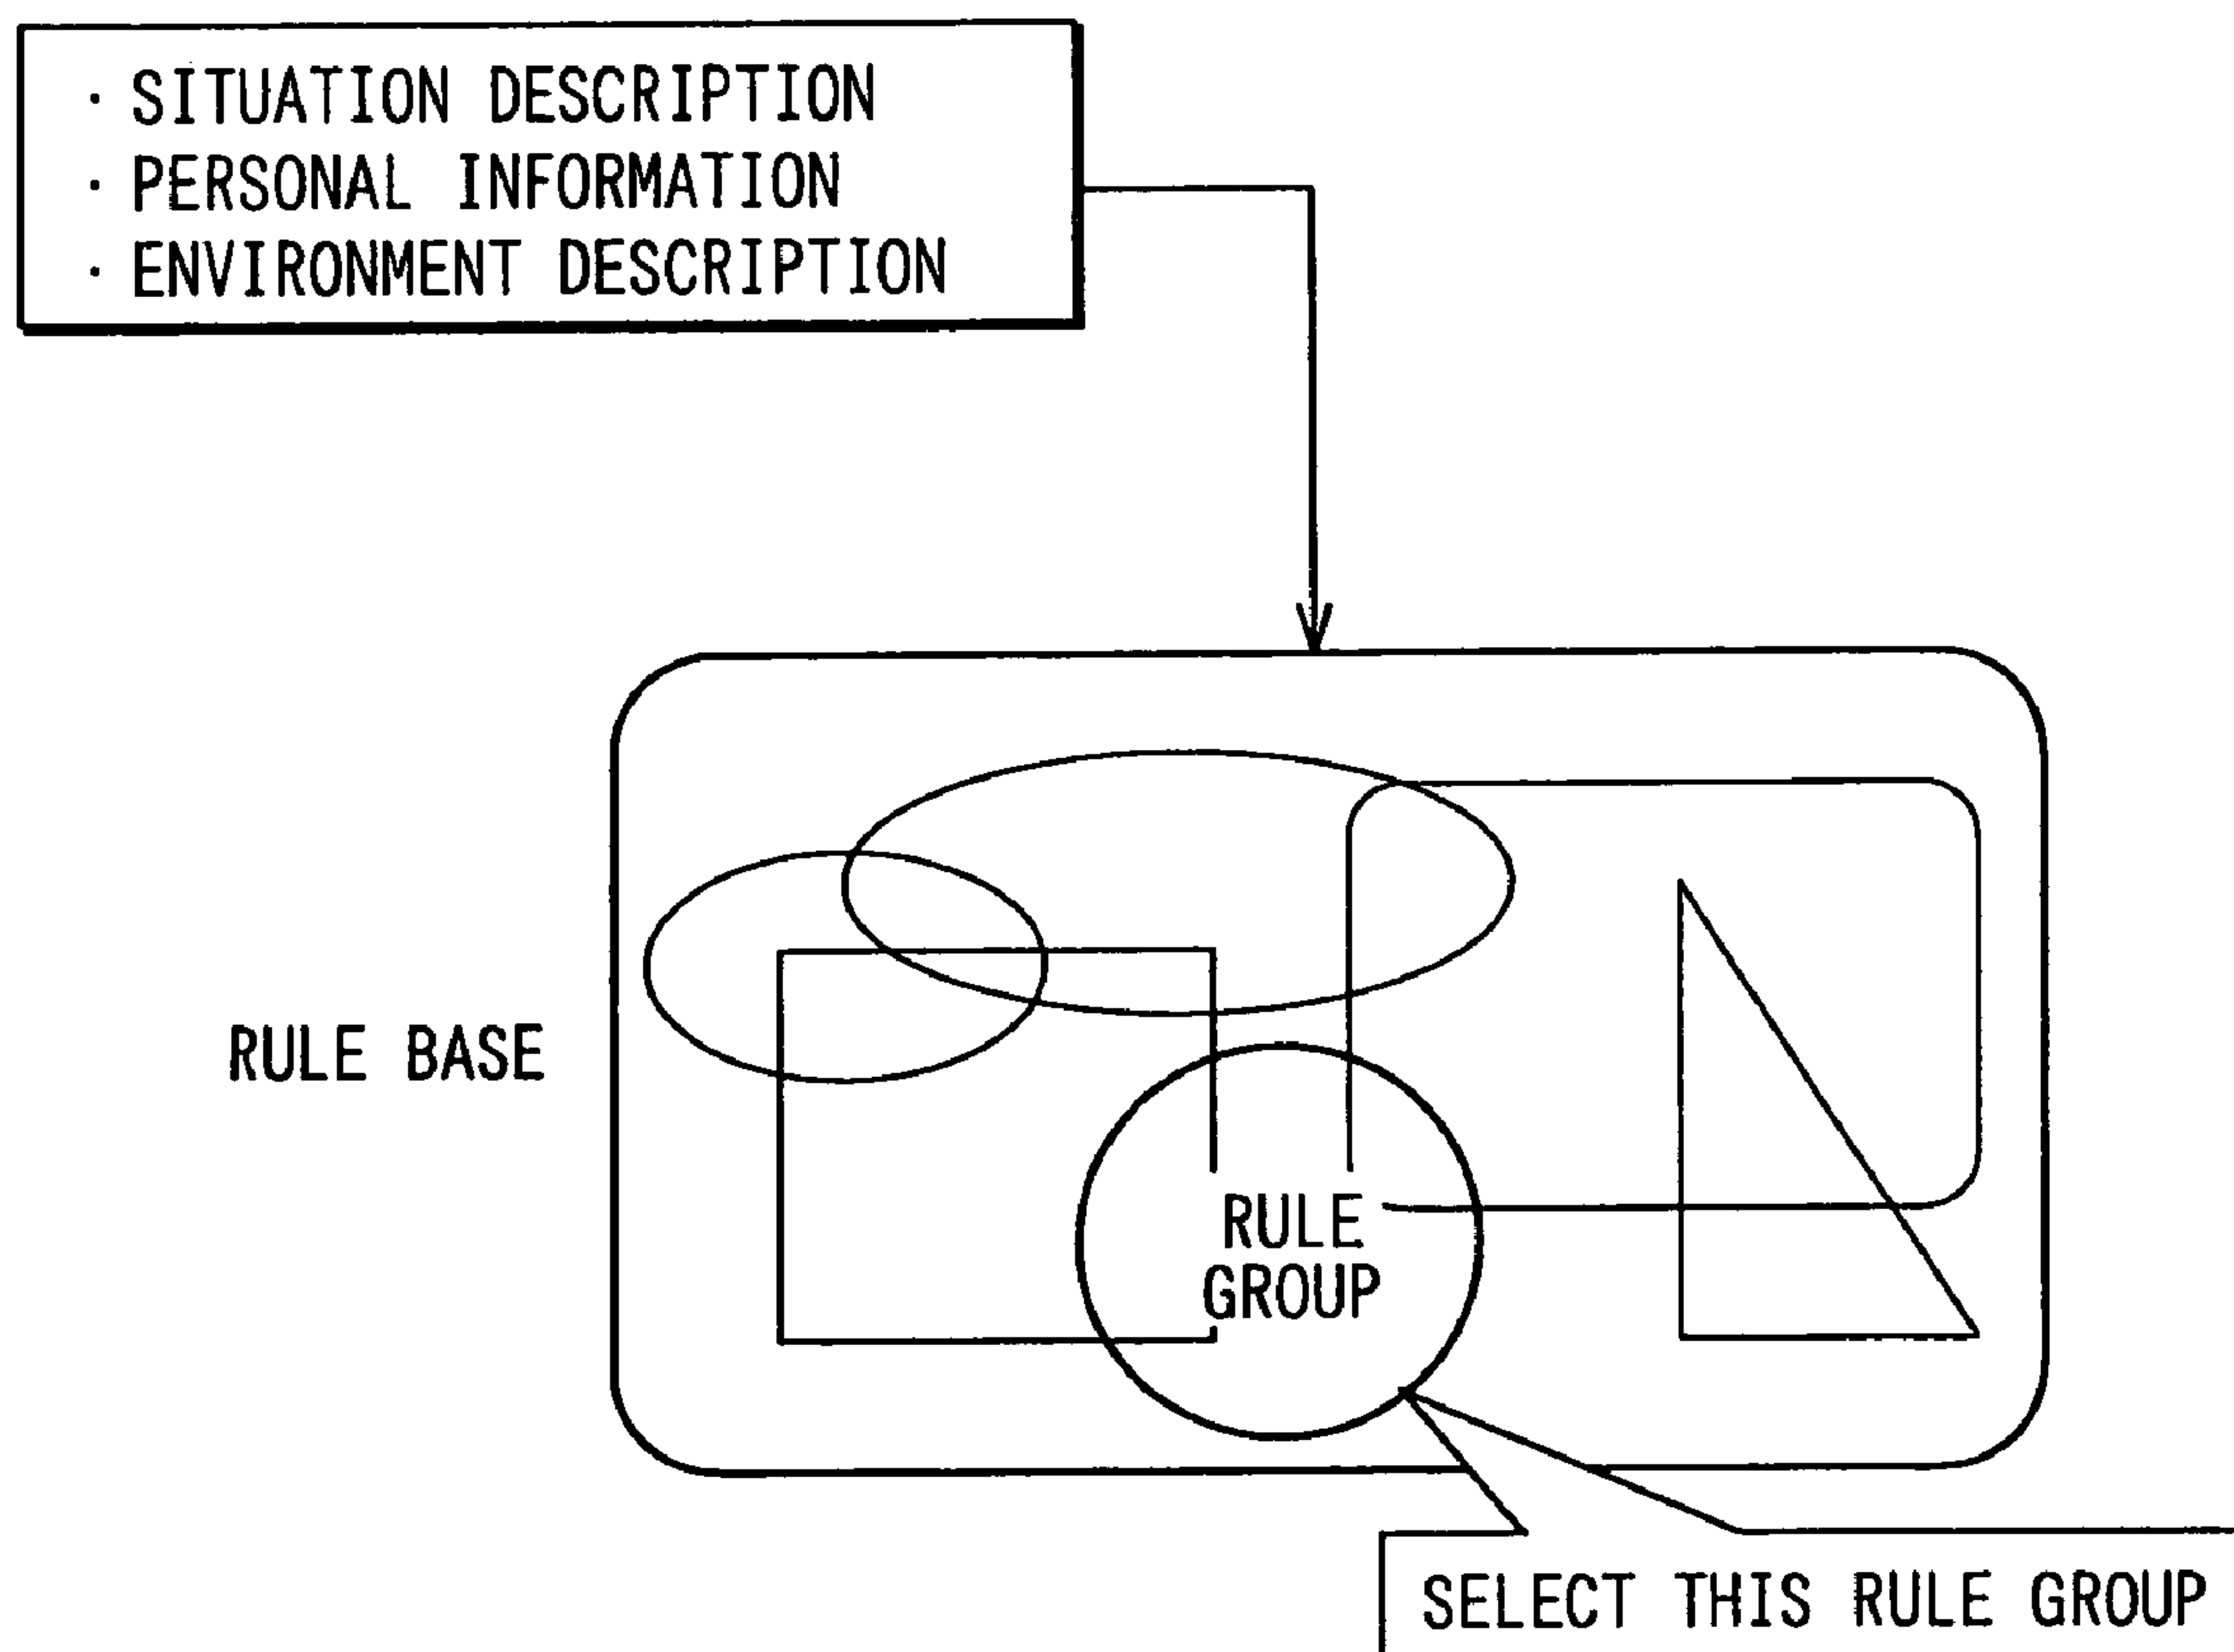 · SITUATION DESCRIPTION
· PERSONAL INFORMATION
· ENVIRONMENT DESCRIPTION
RULE BASE
RULE
GROUP
SELECT THIS RULE GROUP